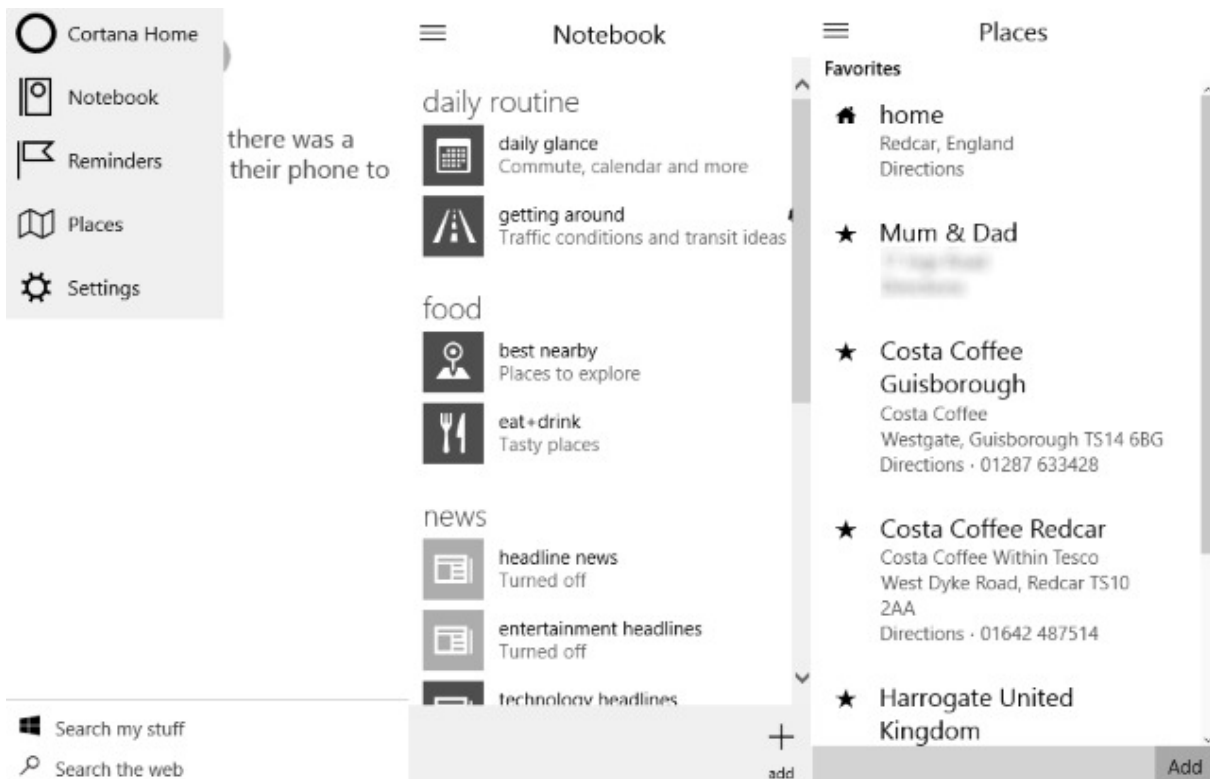 Cortana Home
Notebook
Reminders
Places
Settings
there was a
their phone to
Search my stuff
Search the web
Notebook
daily routine
daily glance
Commute, calendar and more
getting around
Traffic conditions and transit ideas
food
best nearby
Places to explore
eat+drink
Tasty places
news
headline news
Turned off
entertainment headlines
Turned off
technology headlines
add
Places
Favorites
home
Redcar, England
Directions
Mum & Dad
Costa Coffee
Guisborough
Costa Coffee
Westgate, Guisborough TS14 6BG
Directions · 01287 633428
Costa Coffee Redcar
Costa Coffee Within Tesco
West Dyke Road, Redcar TS10
2AA
Directions · 01642 487514
Harrogate United
Kingdom
Add